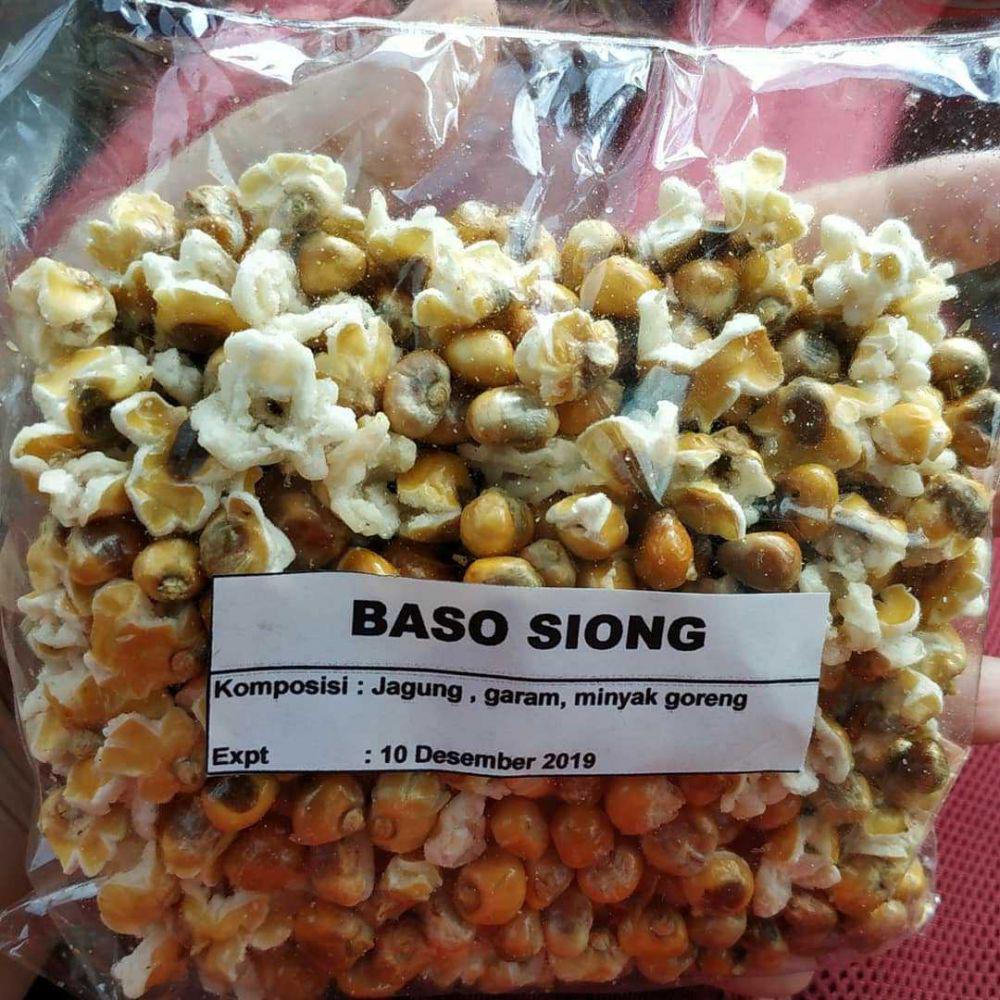 BASO SIONG
Komposisi : Jagung , garam, minyak goreng
Expt : 10 Desember 2019